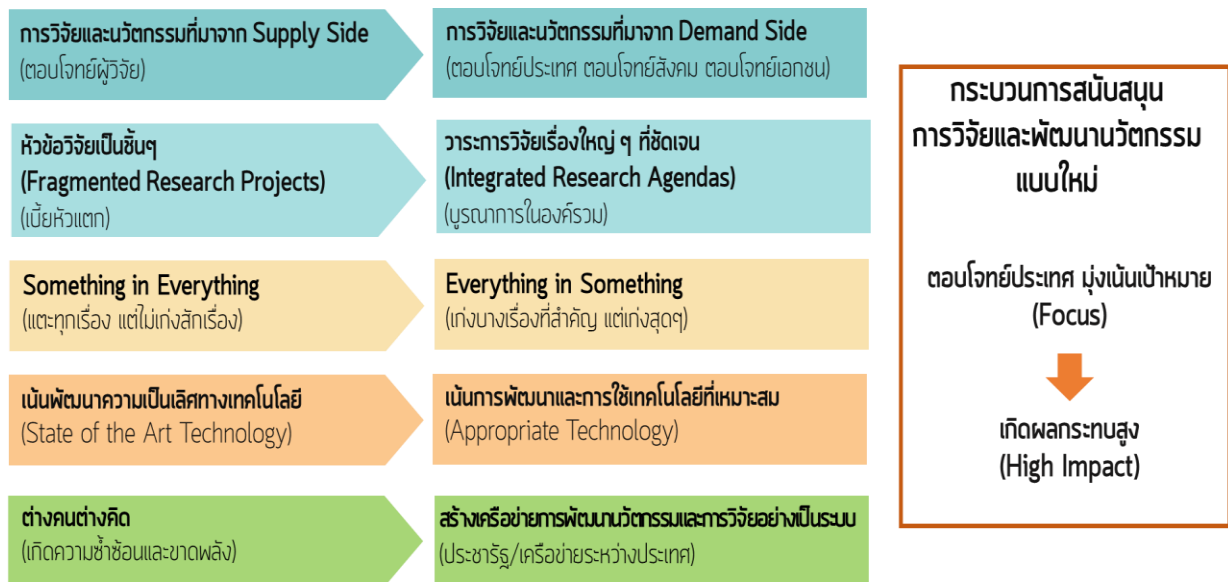 การวิจัยและนวัตกรรมที่มาจาก Supply Side
(ตอบโจทย์ผู้วิจัย)
การวิจัยและนวัตกรรมที่มาจาก Demand Side
(ตอบโจทย์ประเทศ ตอบโจทย์สังคม ตอบโจทย์เอกชน)
หัวข้อวิจัยเป็นชิ้นๆ
(Fragmented Research Projects)
(เบี้ยหัวแตก)
วาระการวิจัยเรื่องใหญ่ ๆ ที่ชัดเจน
(Integrated Research Agendas)
(บูรณาการในองค์รวม)
Something in Everything
(แตะทุกเรื่อง แต่ไม่เก่งสักเรื่อง)
Everything in Something
(เก่งบางเรื่องที่สำคัญ แต่เก่งสุดๆ)
เน้นพัฒนาความเป็นเลิศทางเทคโนโลยี
(State of the Art Technology)
เน้นการพัฒนาและการใช้เทคโนโลยีที่เหมาะสม
(Appropriate Technology)
ต่างคนต่างคิด
(เกิดความซ้ำซ้อนและขาดพลัง)
สร้างเครือข่ายการพัฒนานวัตกรรมและการวิจัยอย่างเป็นระบบ
(ประชารัฐ/เครือข่ายระหว่างประเทศ)
กระบวนการสนับสนุน
การวิจัยและพัฒนานวัตกรรม
แบบใหม่
ตอบโจทย์ประเทศ มุ่งเน้นเป้าหมาย
(Focus)
เกิดผลกระทบสูง
(High Impact)